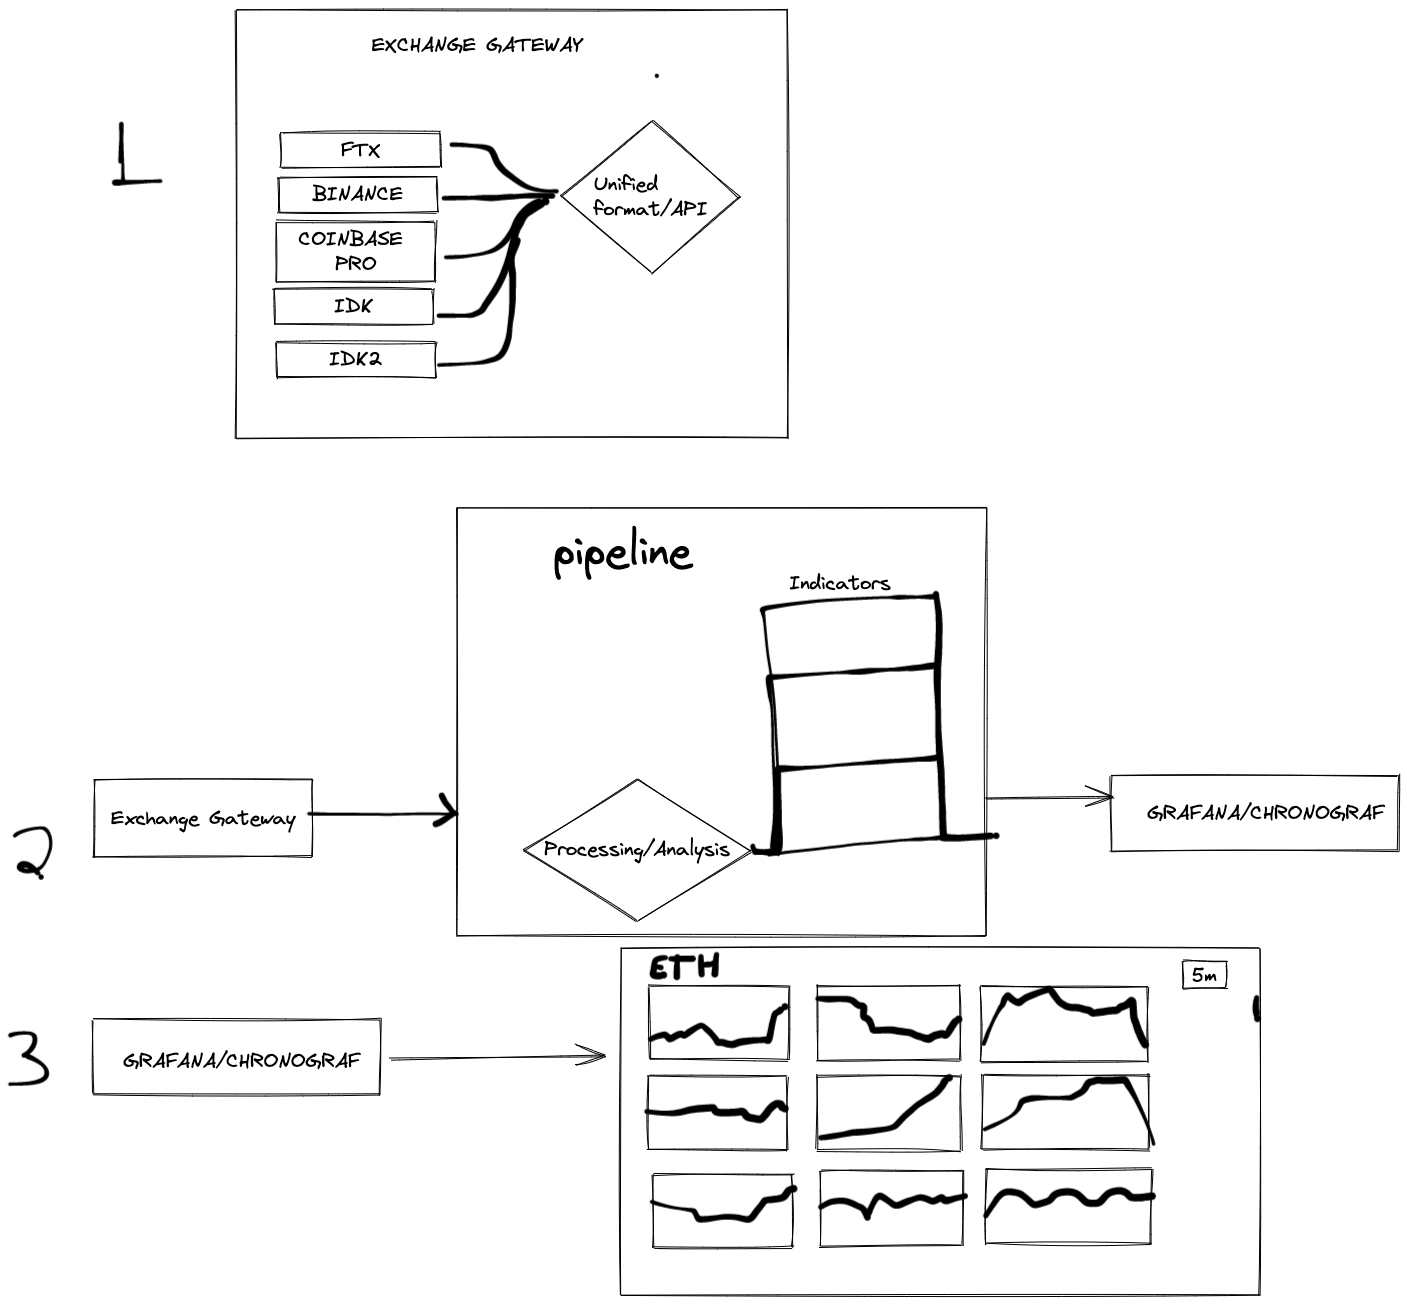 1
EXCHANGE GATEWAY
FTX
BINANCE
COINBASE
PRO
IDK
IDK2
Unified
format/API
2
Exchange Gateway
pipeline
Indicators
Processing/Analysis
GRAFANA/CHRONOGRAF
3
GRAFANA/CHRONOGRAF
ETH
5m